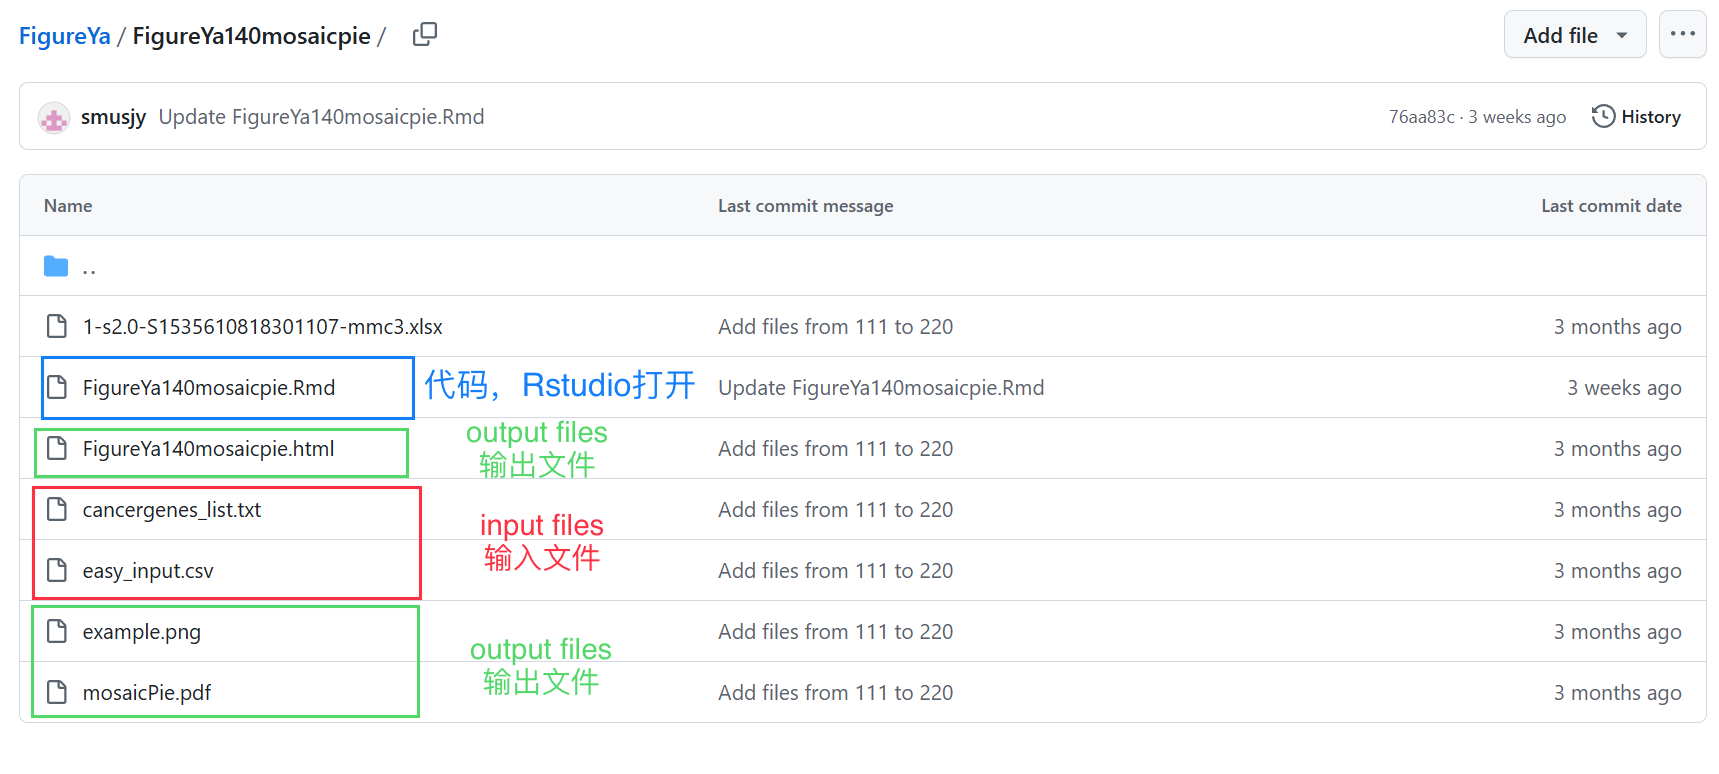 FigureYa / FigureYa140mosaicpie /
Add file
smusjy Update FigureYa140mosaicpie.Rmd
76aa83c · 3 weeks ago
History
Name
Last commit message
Last commit date
..
1-s2.0-S1535610818301107-mmc3.xlsx
Add files from 111 to 220
3 months ago
FigureYa140mosaicpie.Rmd
代码，Rstudio打开
Update FigureYa140mosaicpie.Rmd
3 weeks ago
FigureYa140mosaicpie.html
output files
输出文件
Add files from 111 to 220
3 months ago
cancergenes_list.txt
Add files from 111 to 220
3 months ago
input files
输入文件
easy_input.csv
Add files from 111 to 220
3 months ago
example.png
Add files from 111 to 220
3 months ago
output files
输出文件
mosaicPie.pdf
Add files from 111 to 220
3 months ago